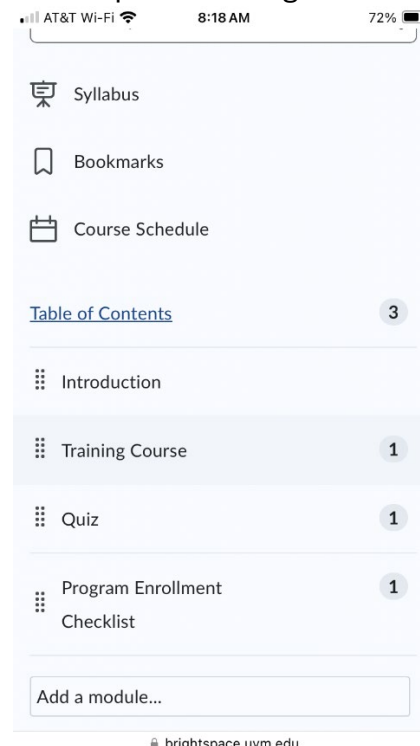 AT&T Wi-Fi 8:18 AM 72%
Syllabus
Bookmarks
Course Schedule
Table of Contents 3
Introduction
Training Course 1
Quiz 1
Program Enrollment 1
Checklist
Add a module...
brightspace.uvm.edu